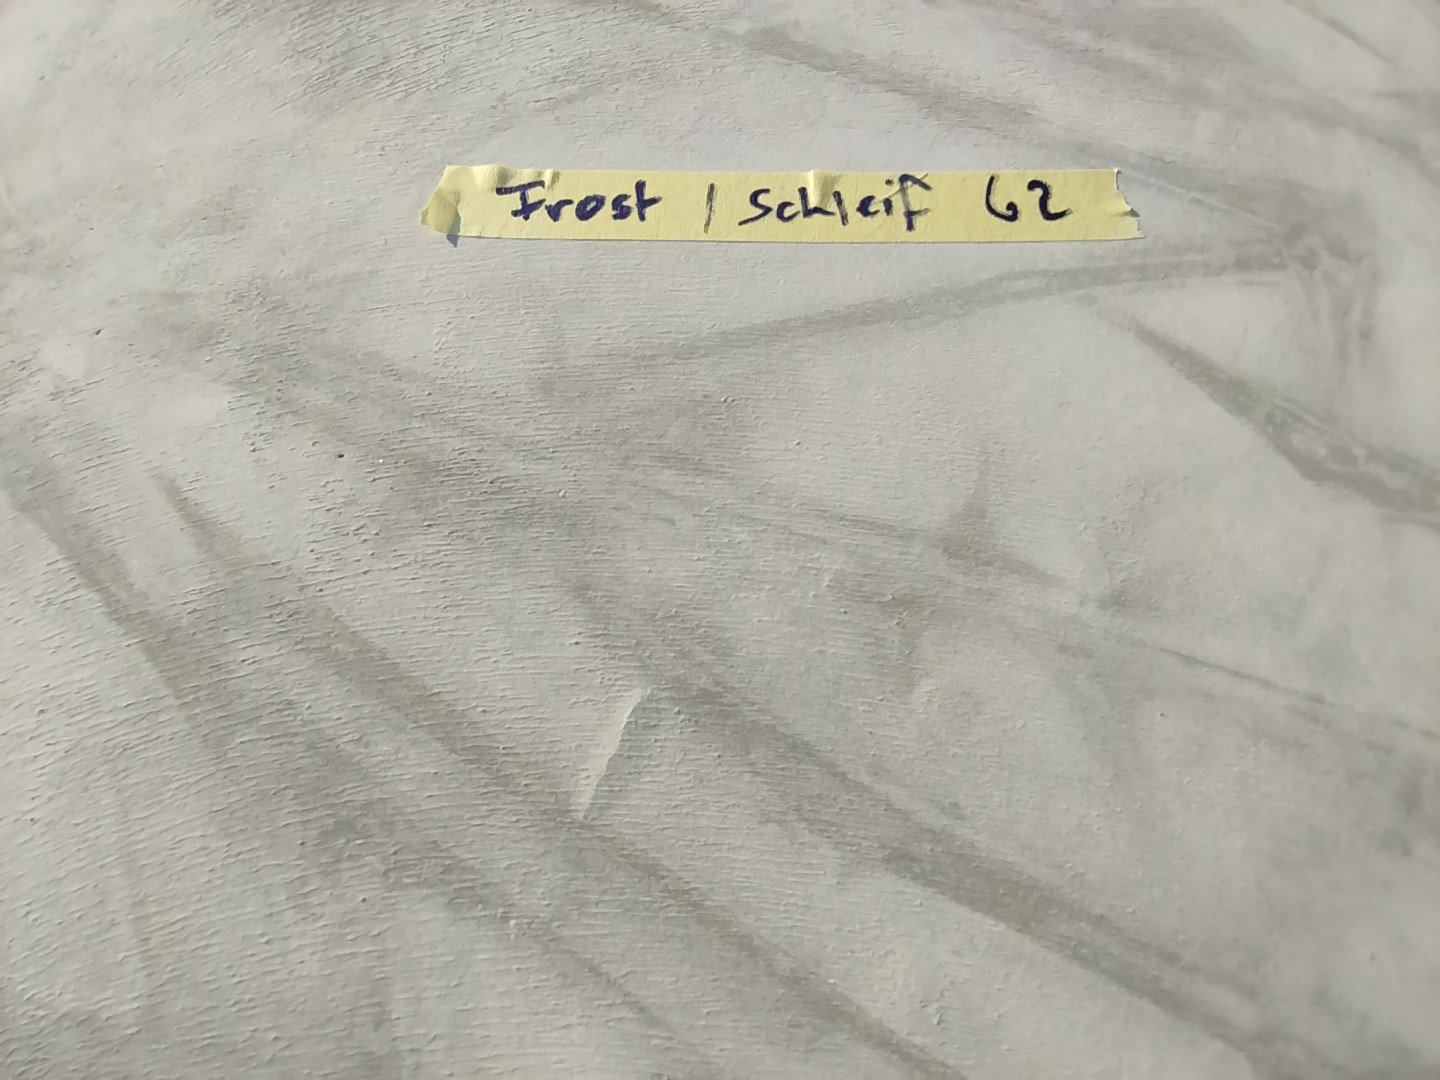 Frost | Schleif 62